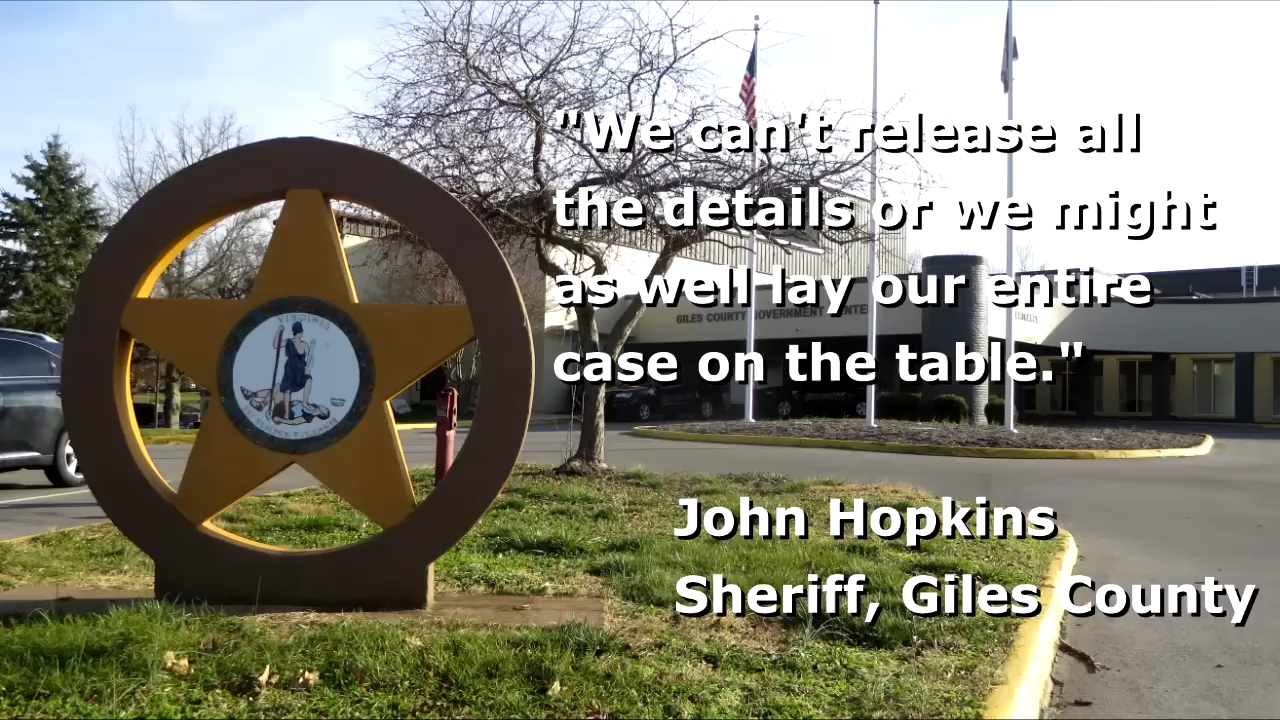 "We can't release all
the details or we might
as well lay our entire
case on the table."
John Hopkins
Sheriff, Giles County
GILES COUNTY GOVERNMENT CENTER
VIRGINIA